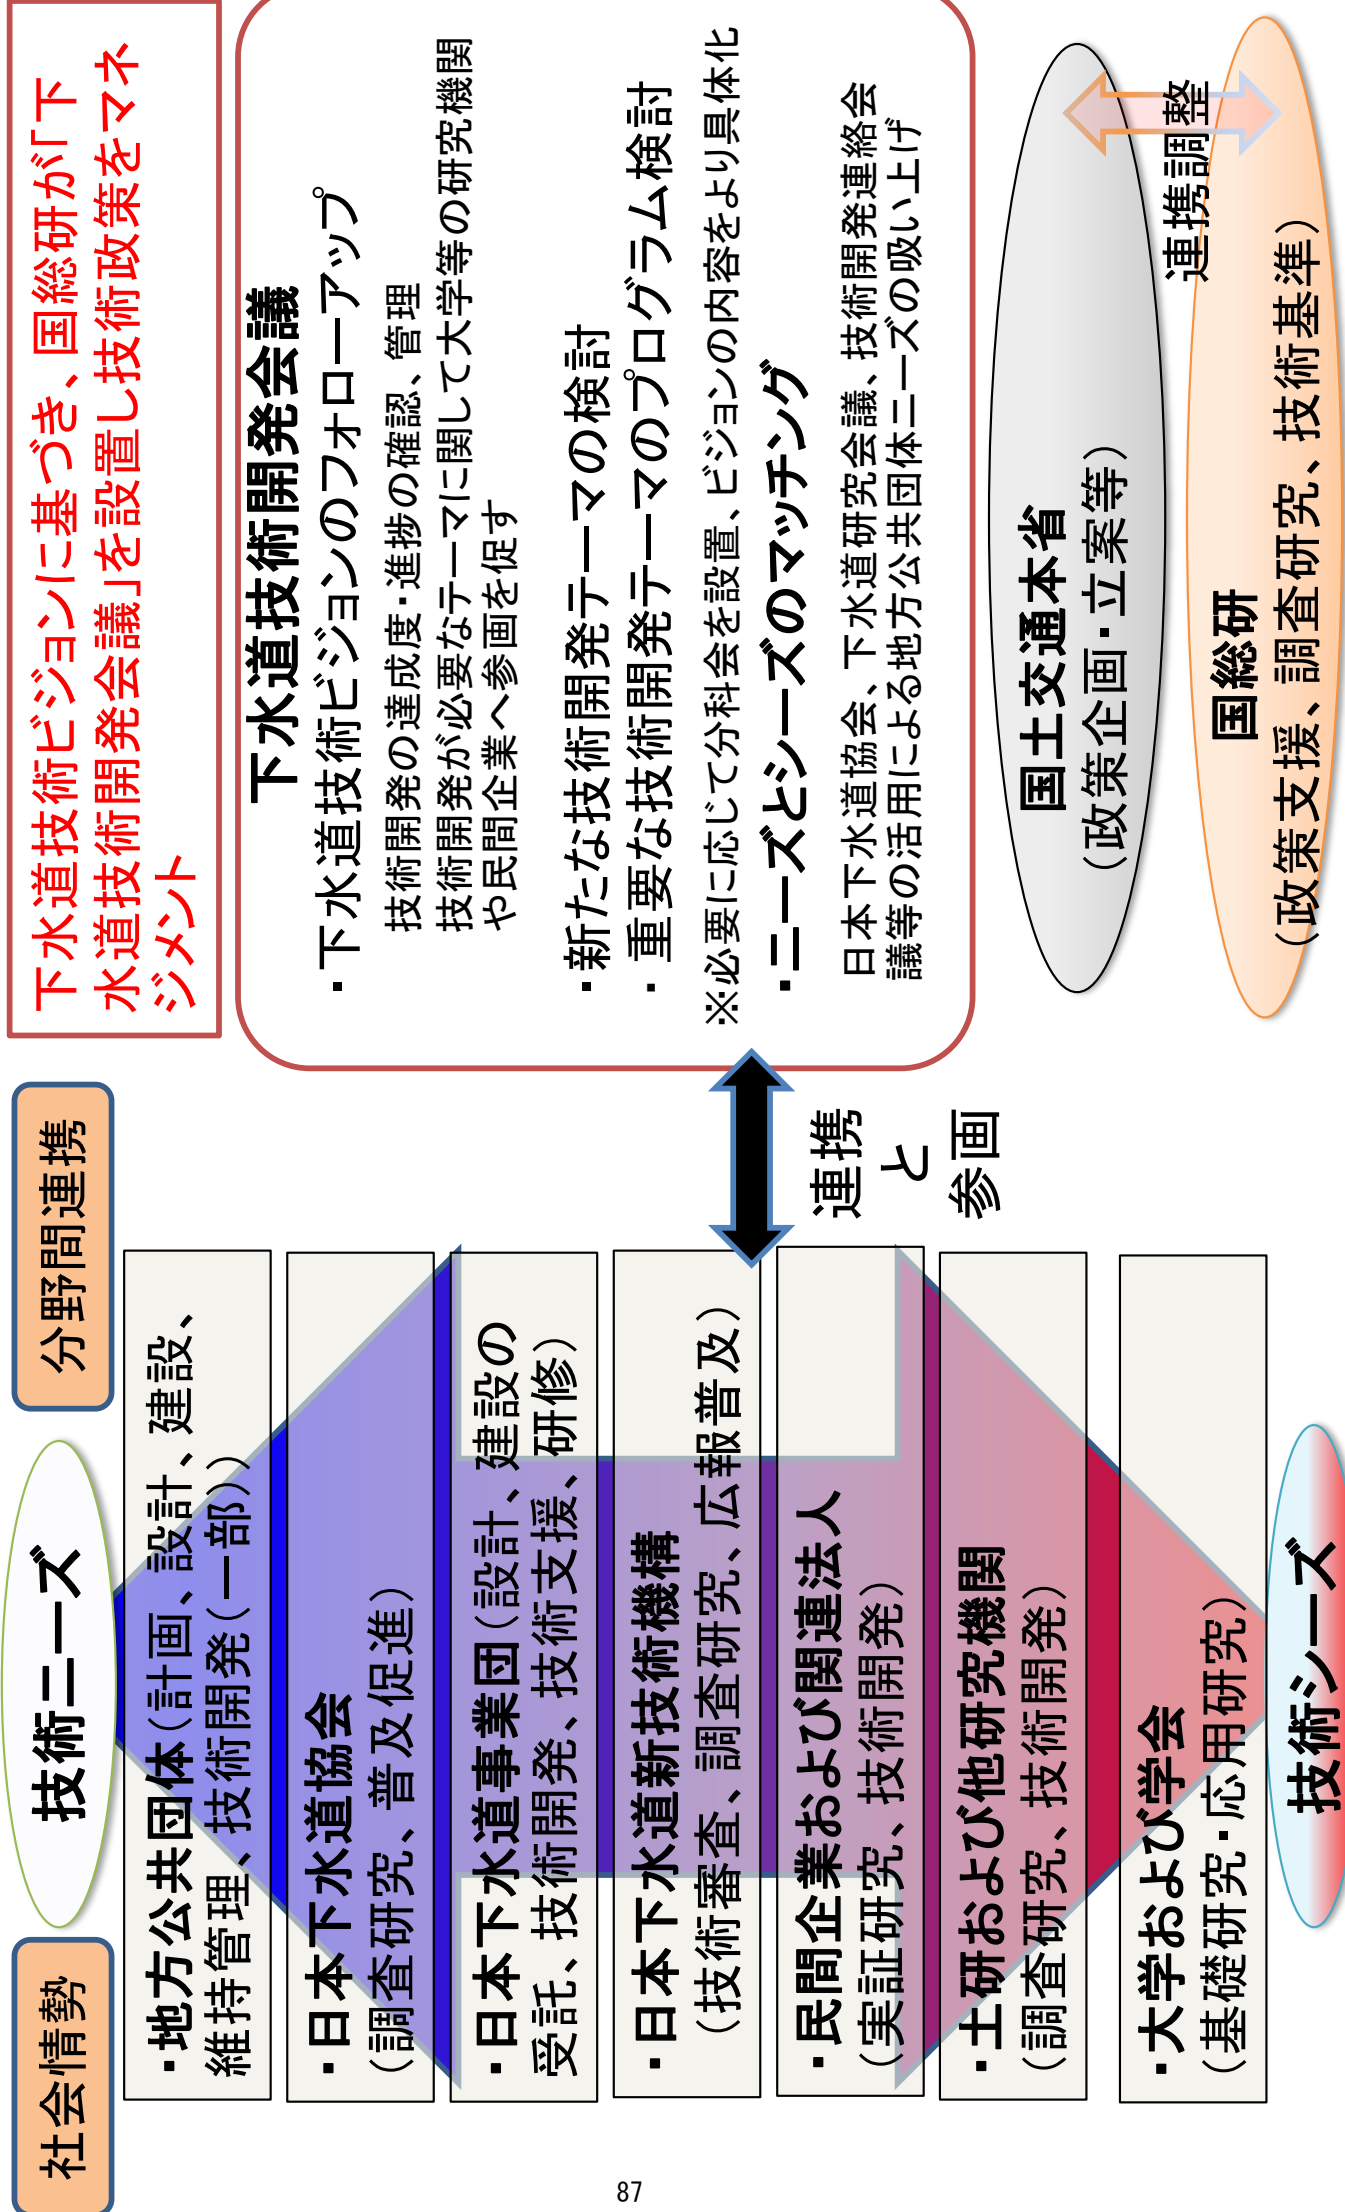 社会情勢
技術ニーズ
分野間連携
・地方公共団体（計画、設計、建設、
維持管理、技術開発（一部））
・日本下水道協会
（調査研究、普及促進）
・日本下水道事業団（設計、建設の
受託、技術開発、技術支援、研修）
・日本下水道新技術機構
（技術審査、調査研究、広報普及）
・民間企業および関連法人
（実証研究、技術開発）
・土研および他研究機関
（調査研究、技術開発）
・大学および学会
（基礎研究・応用研究）
技術シーズ
連携
と
参画
下水道技術ビジョンに基づき、国総研が「下
水道技術開発会議」を設置し技術政策をマネ
ジメント
下水道技術開発会議
・下水道技術ビジョンのフォローアップ
技術開発の達成度・進捗の確認、管理
技術開発が必要なテーマに関して大学等の研究機関
や民間企業へ参画を促す
・新たな技術開発テーマの検討
・重要な技術開発テーマのプログラム検討
※必要に応じて分科会を設置、ビジョンの内容をより具体化
・ニーズとシーズのマッチング
日本下水道協会、下水道研究会議、技術開発連絡会
議等の活用による地方公共団体ニーズの吸い上げ
国土交通本省
（政策企画・立案等）
連携調整
国総研
（政策支援、調査研究、技術基準）
87